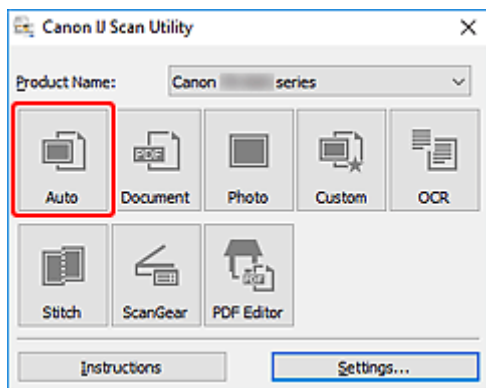 Canon IJ Scan Utility
Product Name: Canon series
Auto Document Photo Custom OCR
PDF
Stitch ScanGear PDF Editor
PDF
Instructions Settings...